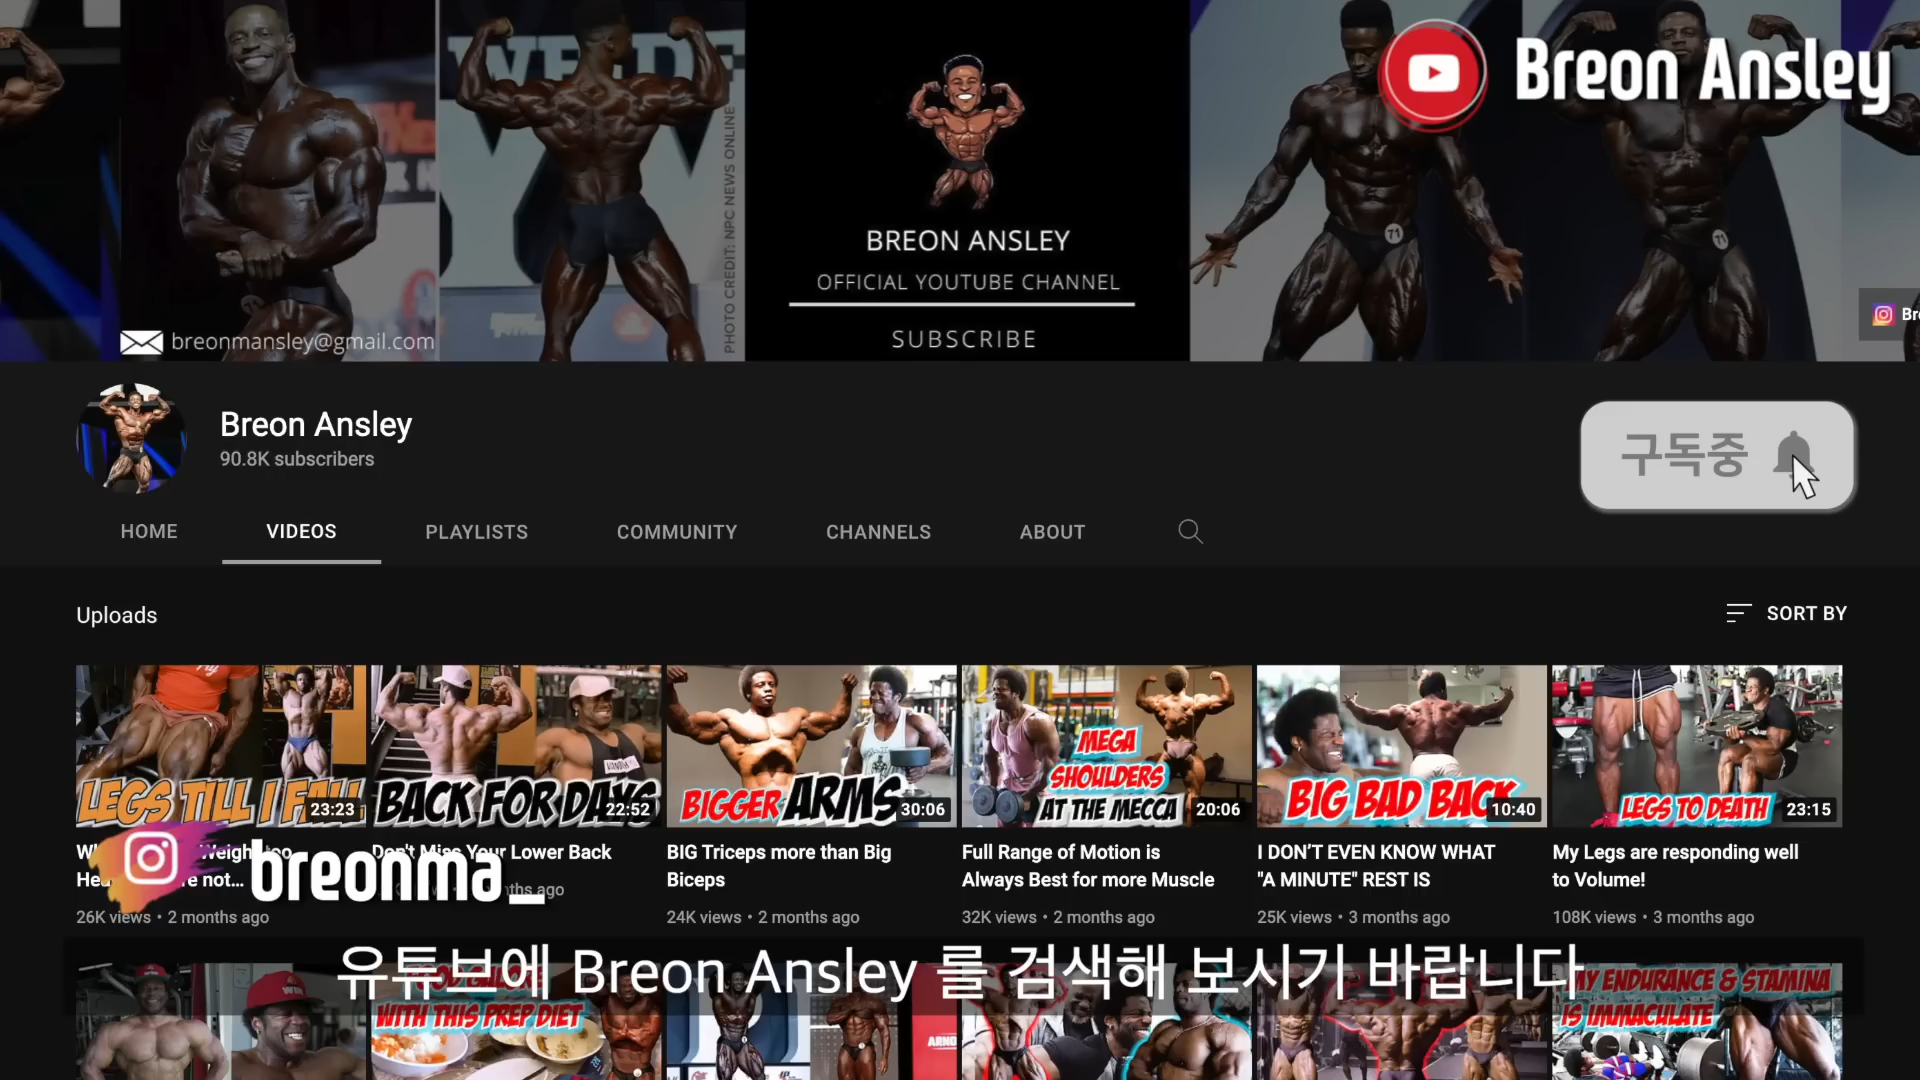 Breon Ansley
PHOTO CREDIT: NPC NEWS ONLINE
71
71
BREON ANSLEY
OFFICIAL YOUTUBE CHANNEL
SUBSCRIBE
breonmansley@gmail.com
Breon Ansley
90.8K subscribers
구독중
HOME VIDEOS PLAYLISTS COMMUNITY CHANNELS ABOUT
Uploads
SORT BY
LEGS TILL I FAIL
23:23
BACK FOR DAYS
22:52
BIGGER ARMS
30:06
MEGA
SHOULDERS
AT THE MECCA
20:06
BIG BAD BACK
10:40
LEGS TO DEATH
23:15
Don't Miss Your Lower Back
BIG Triceps more than Big
Biceps
Full Range of Motion is
Always Best for more Muscle
I DON’T EVEN KNOW WHAT
"A MINUTE" REST IS
My Legs are responding well
to Volume!
26K views • 2 months ago
ago
24K views • 2 months ago
32K views • 2 months ago
25K views • 3 months ago
108K views • 3 months ago
breonma_
유튜브에 Breon Ansley 를 검색해 보시기 바랍니다
WITH THIS PREP DIET
MY ENDURANCE & STAMINA
IS IMMACULATE